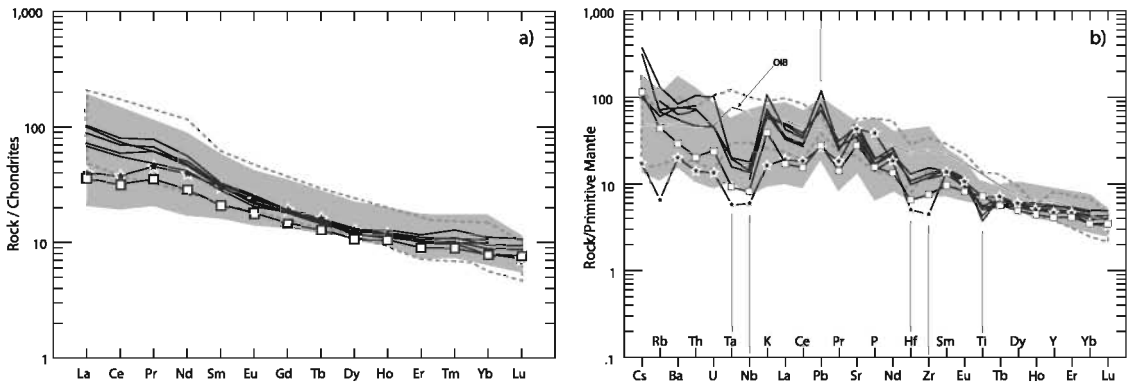 1,000
a)
100
10
1
Rock / Chondrites
La Ce Pr Nd Sm Eu Gd Tb Dy Ho Er Tm Yb Lu
1,000
b)
OIB
100
10
1
.1
Rock/Primitive Mantle
Rb Th Ta K Ce Pr P Hf Sm Ti Dy Y Yb
Cs Ba U Nb La Pb Sr Nd Zr Eu Tb Ho Er Lu